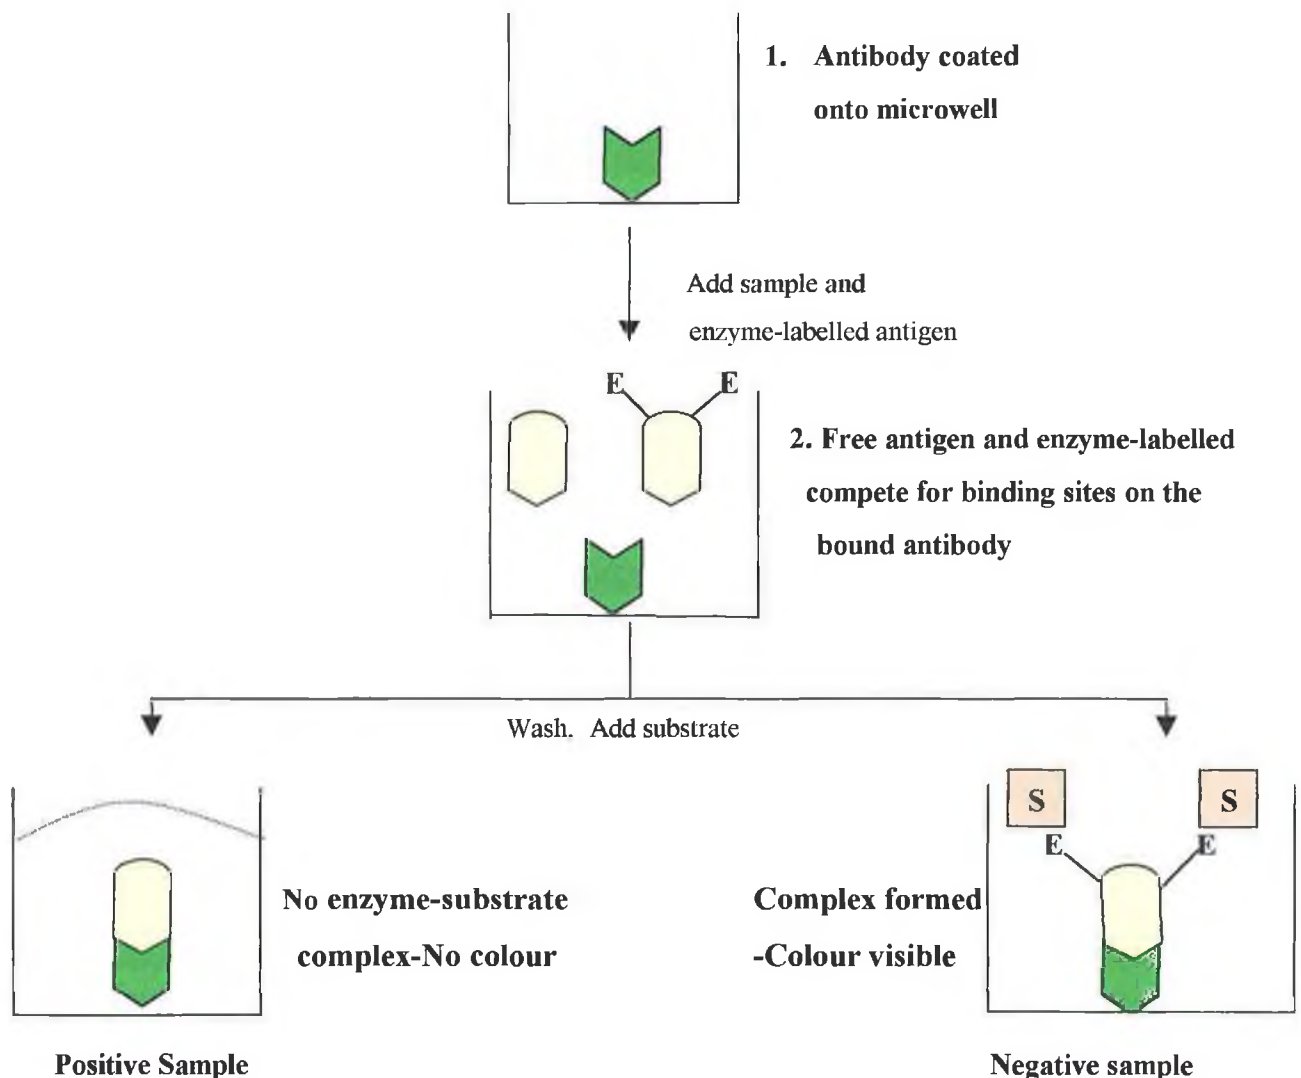 1. Antibody coated
onto microwell
Add sample and
enzyme-labelled antigen
E E
2. Free antigen and enzyme-labelled
compete for binding sites on the
bound antibody
Wash. Add substrate
S S
E E
No enzyme-substrate
complex-No colour
Complex formed
-Colour visible
Positive Sample
Negative sample